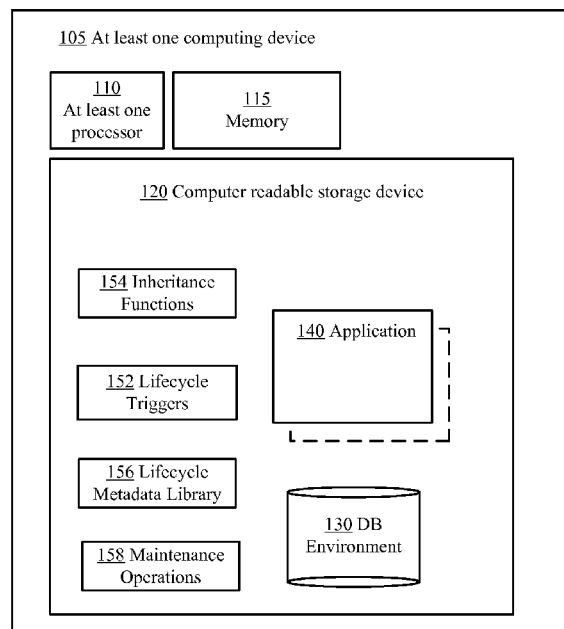 105 At least one computing device
110
At least one
processor
115
Memory
120 Computer readable storage device
154 Inheritance
Functions
140 Application
152 Lifecycle
Triggers
156 Lifecycle
Metadata Library
130 DB
Environment
158 Maintenance
Operations